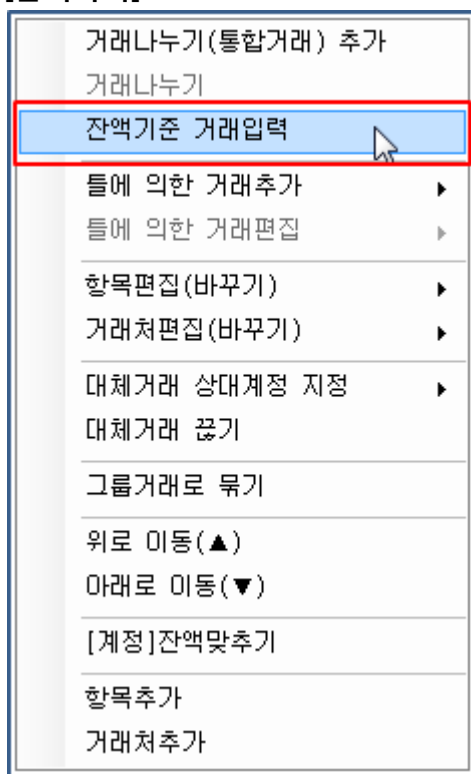 거래나누기(통합거래) 추가
거래나누기
잔액기준 거래입력
틀에 의한 거래추가
틀에 의한 거래편집
항목편집(바꾸기)
거래처편집(바꾸기)
대체거래 상대계정 지정
대체거래 끊기
그룹거래로 묶기
위로 이동(▲)
아래로 이동(▼)
[계정]잔액맞추기
항목추가
거래처추가